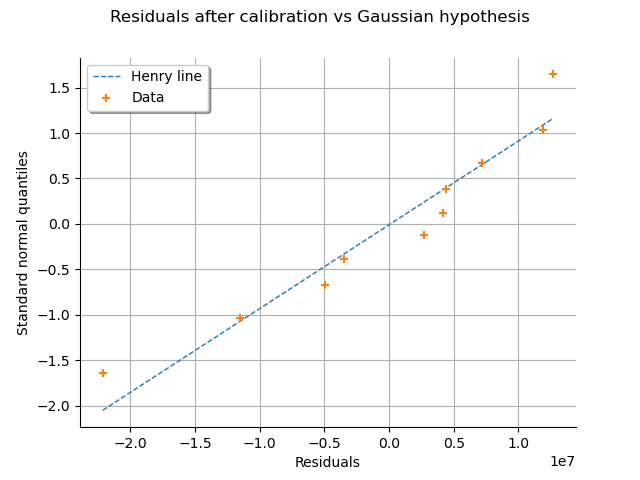 Residuals after calibration vs Gaussian hypothesis
Henry line
Data
1.5
1.0
0.5
0.0
−0.5
−1.0
−1.5
−2.0
Standard normal quantiles
−2.0 −1.5 −1.0 −0.5 0.0 0.5 1.0
1e7
Residuals